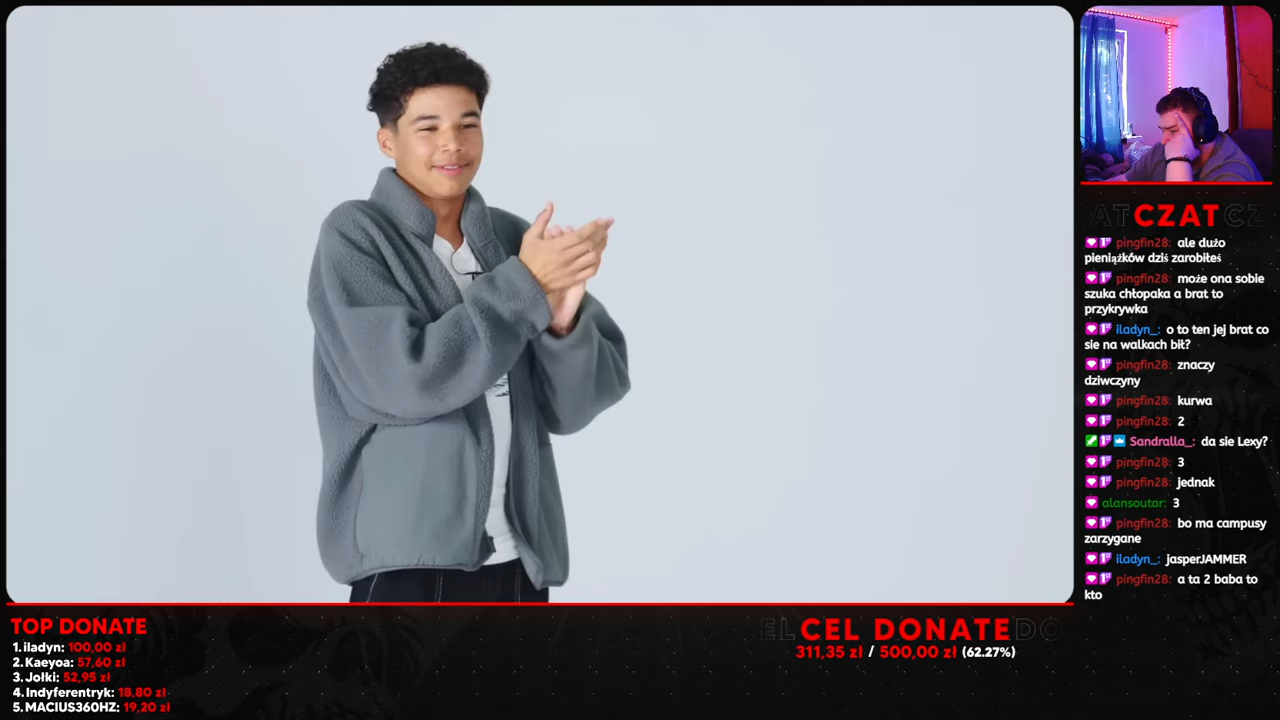 CZAT
pingfin28: ale dużo
pieniążków dziś zarobiłeś
pingfin28: może ona sobie
szuka chłopaka a brat to
przykrywka
iladyn_: o to ten jej brat co
sie na walkach bił?
pingfin28: znaczy
dziwczyny
pingfin28: kurwa
pingfin28: 2
Sandralla_: da sie Lexy?
pingfin28: 3
pingfin28: jednak
alansoutar: 3
pingfin28: bo ma campusy
zarzygane
iladyn_: jasperJAMMER
pingfin28: a ta 2 baba to
kto
TOP DONATE
1. iladyn: 100,00 zł
2. Kaeyoa: 57,60 zł
3. Jołki: 52,95 zł
4. Indyferentryk: 18,80 zł
5. MACIUS360HZ: 19,20 zł
EL CEL DONATE DO
311,35 zł / 500,00 zł (62.27%)